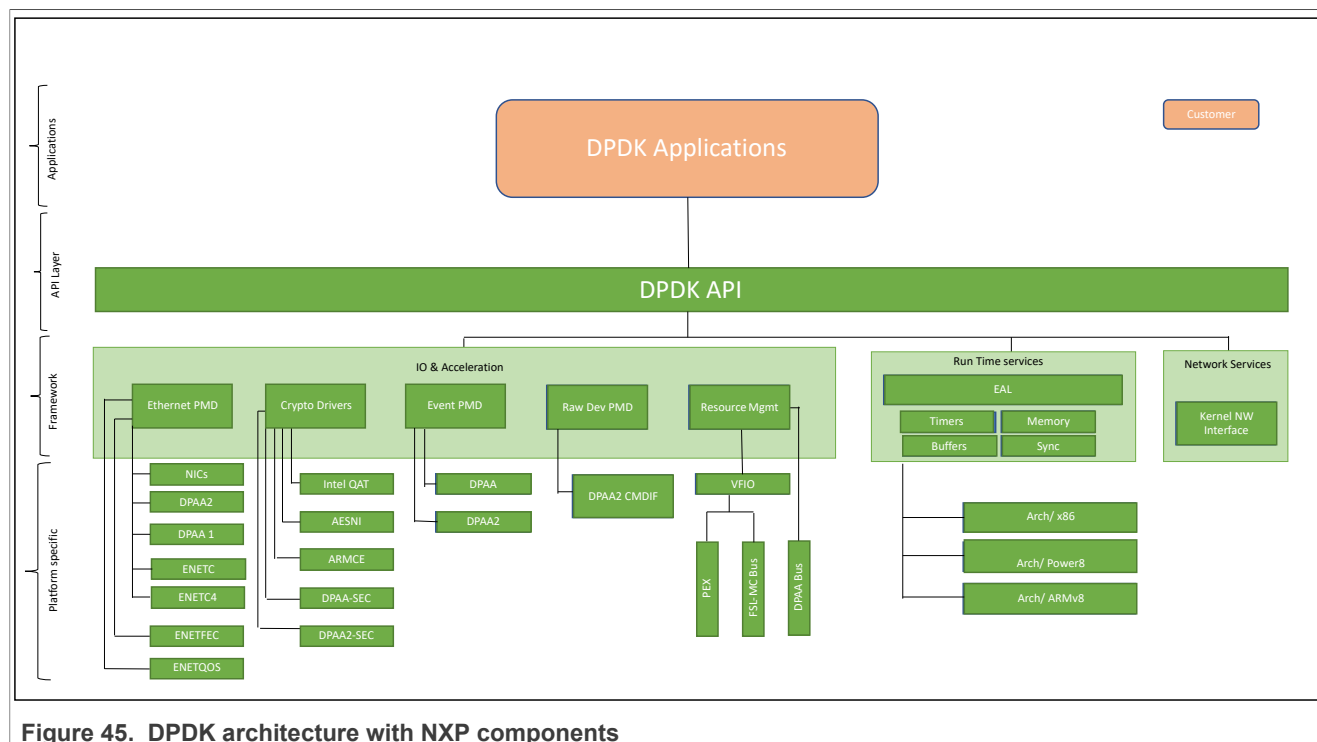 Applications
DPDK Applications
Customer
API Layer
DPDK API
Framework
IO & Acceleration
Ethernet PMD
Crypto Drivers
Event PMD
Raw Dev PMD
Resource Mgmt
Run Time services
EAL
Timers
Memory
Buffers
Sync
Network Services
Kernel NW
Interface
Platform specific
NICs
DPAA2
DPAA 1
ENETC
ENETC4
ENETFEC
ENETQOS
Intel QAT
AESNI
ARMCE
DPAA-SEC
DPAA2-SEC
DPAA
DPAA2
DPAA2 CMDIF
VFIO
PEX
FSL-MC Bus
DPAA Bus
Arch/ x86
Arch/ Power8
Arch/ ARMv8
Figure 45. DPDK architecture with NXP components